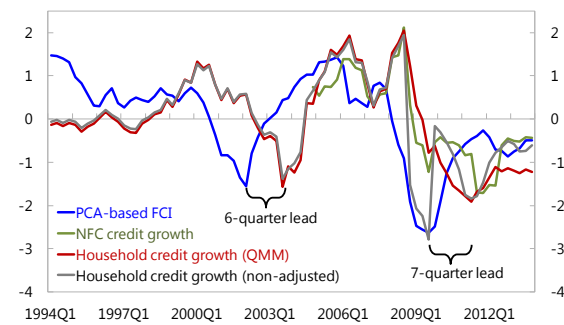 2 2
1 1
0 0
-1 -1
-2 -2
-3 -3
-4 -4
6-quarter lead
7-quarter lead
PCA-based FCI
NFC credit growth
Household credit growth (QMM)
Household credit growth (non-adjusted)
1994Q1 1997Q1 2000Q1 2003Q1 2006Q1 2009Q1 2012Q1